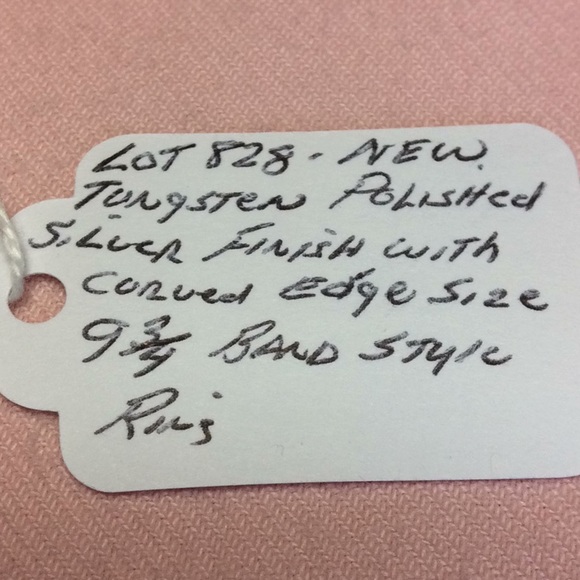 LOT 828 - NEW.
TUNGSTEN POLISHED
SILVER FINISH WITH
CURVED EDGE SIZE
9 3/4 BAND STYLE
RING